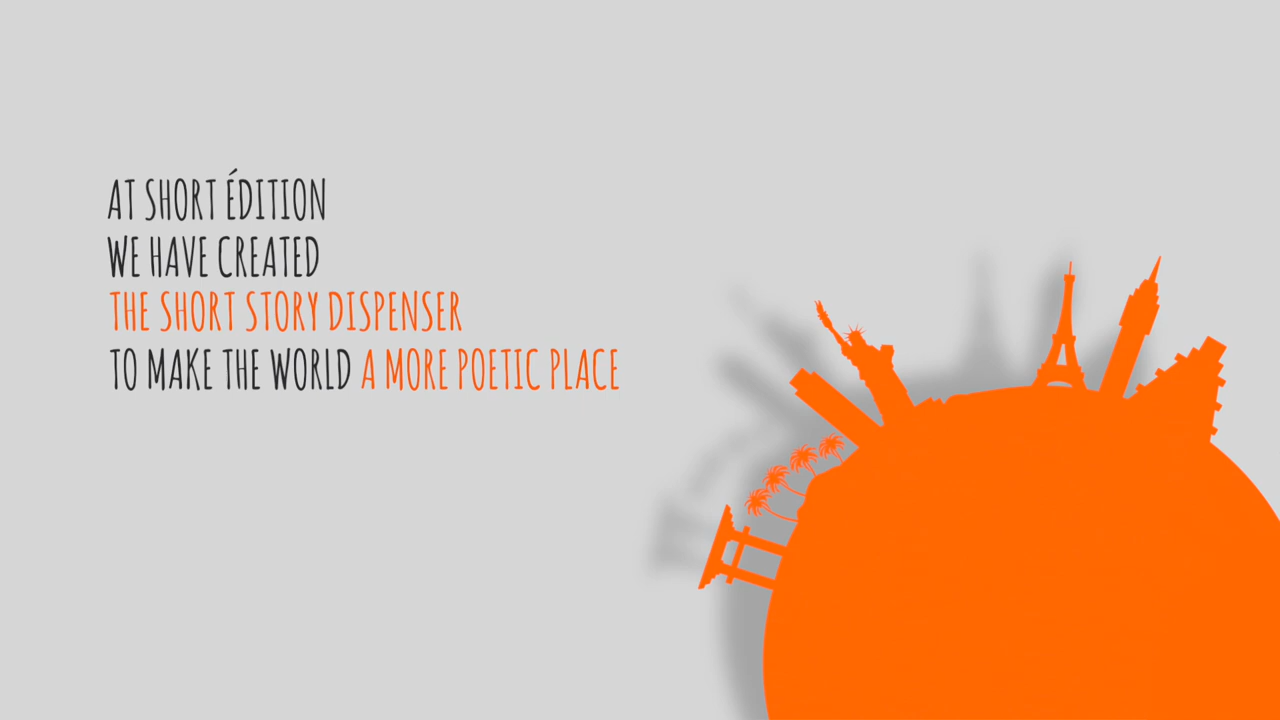 AT SHORT ÉDITION
WE HAVE CREATED
THE SHORT STORY DISPENSER
TO MAKE THE WORLD A MORE POETIC PLACE